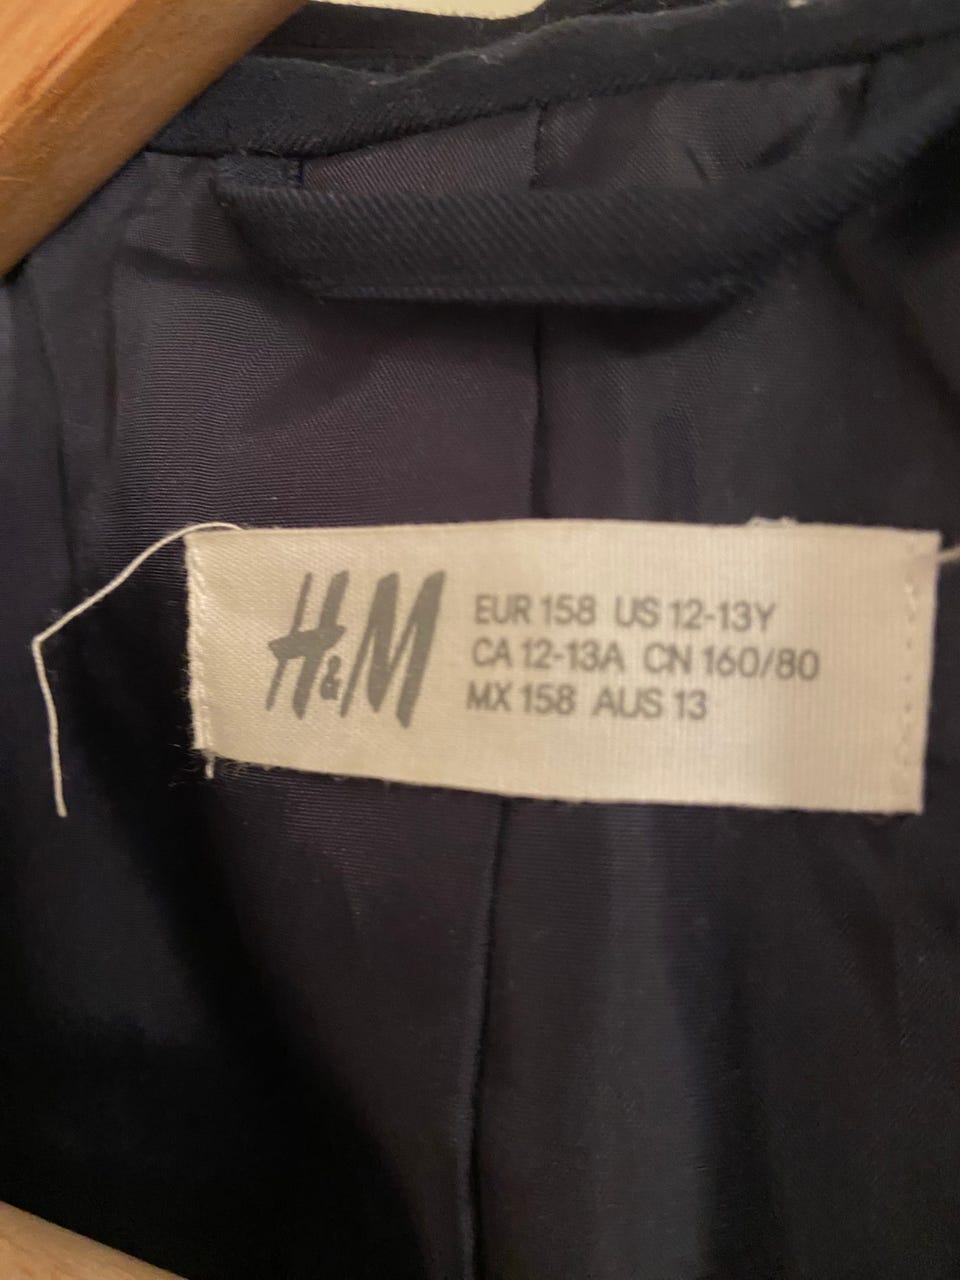 H&M
EUR 158 US 12-13Y
CA 12-13A CN 160/80
MX 158 AUS 13